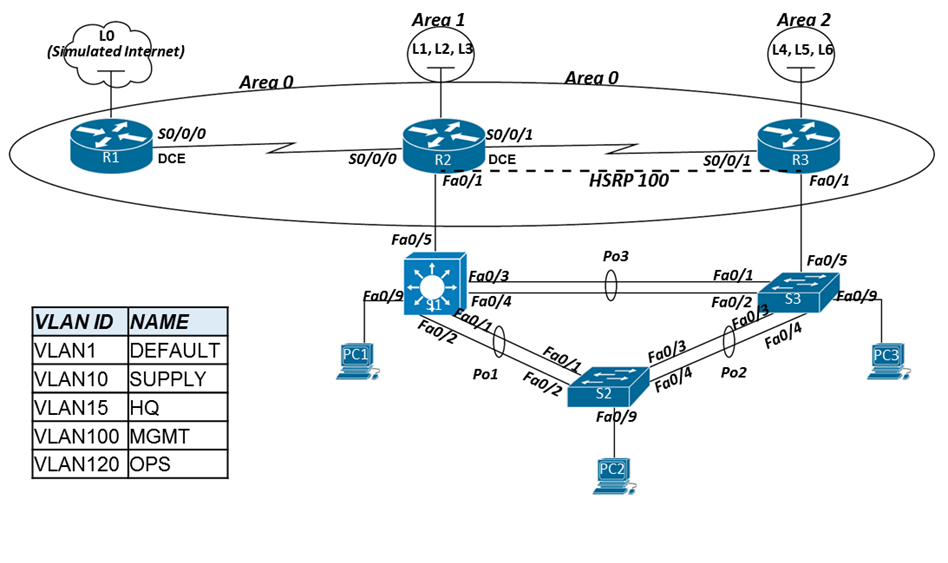 L0
(Simulated Internet)
Area 1
L1, L2, L3
Area 2
L4, L5, L6
Area 0
Area 0
R1
S0/0/0
DCE
S0/0/0
R2
S0/0/1
DCE
Fa0/1
HSRP 100
S0/0/1
R3
Fa0/1
Fa0/5
Fa0/9
S1
Fa0/3
Fa0/4
Po3
Fa0/1
Fa0/2
Fa0/5
S3
Fa0/9
Fa0/1
Fa0/2
Po1
Fa0/1
Fa0/2
Fa0/3
Fa0/4
Po2
Fa0/3
Fa0/4
S2
Fa0/9
PC1
PC2
PC3
VLAN ID NAME
VLAN1 DEFAULT
VLAN10 SUPPLY
VLAN15 HQ
VLAN100 MGMT
VLAN120 OPS